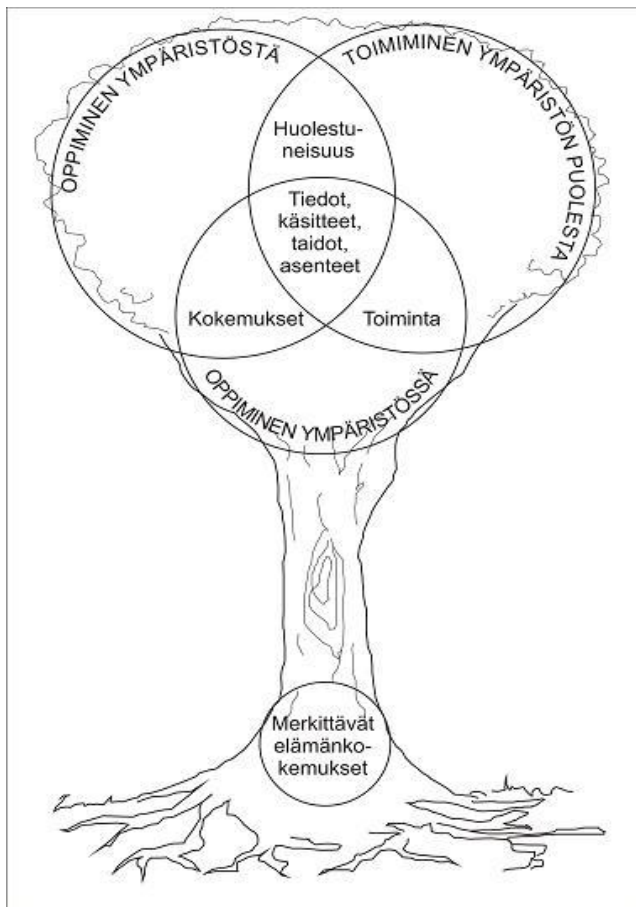 OPPIMINEN YMPÄRISTÖSTÄ
TOIMIMINEN YMPÄRISTÖN PUOLESTA
Huolestu-
neisuus
Tiedot,
käsitteet,
taidot,
asenteet
Kokemukset
Toiminta
OPPIMINEN YMPÄRISTÖSSÄ
Merkittävät
elämänko-
kemukset